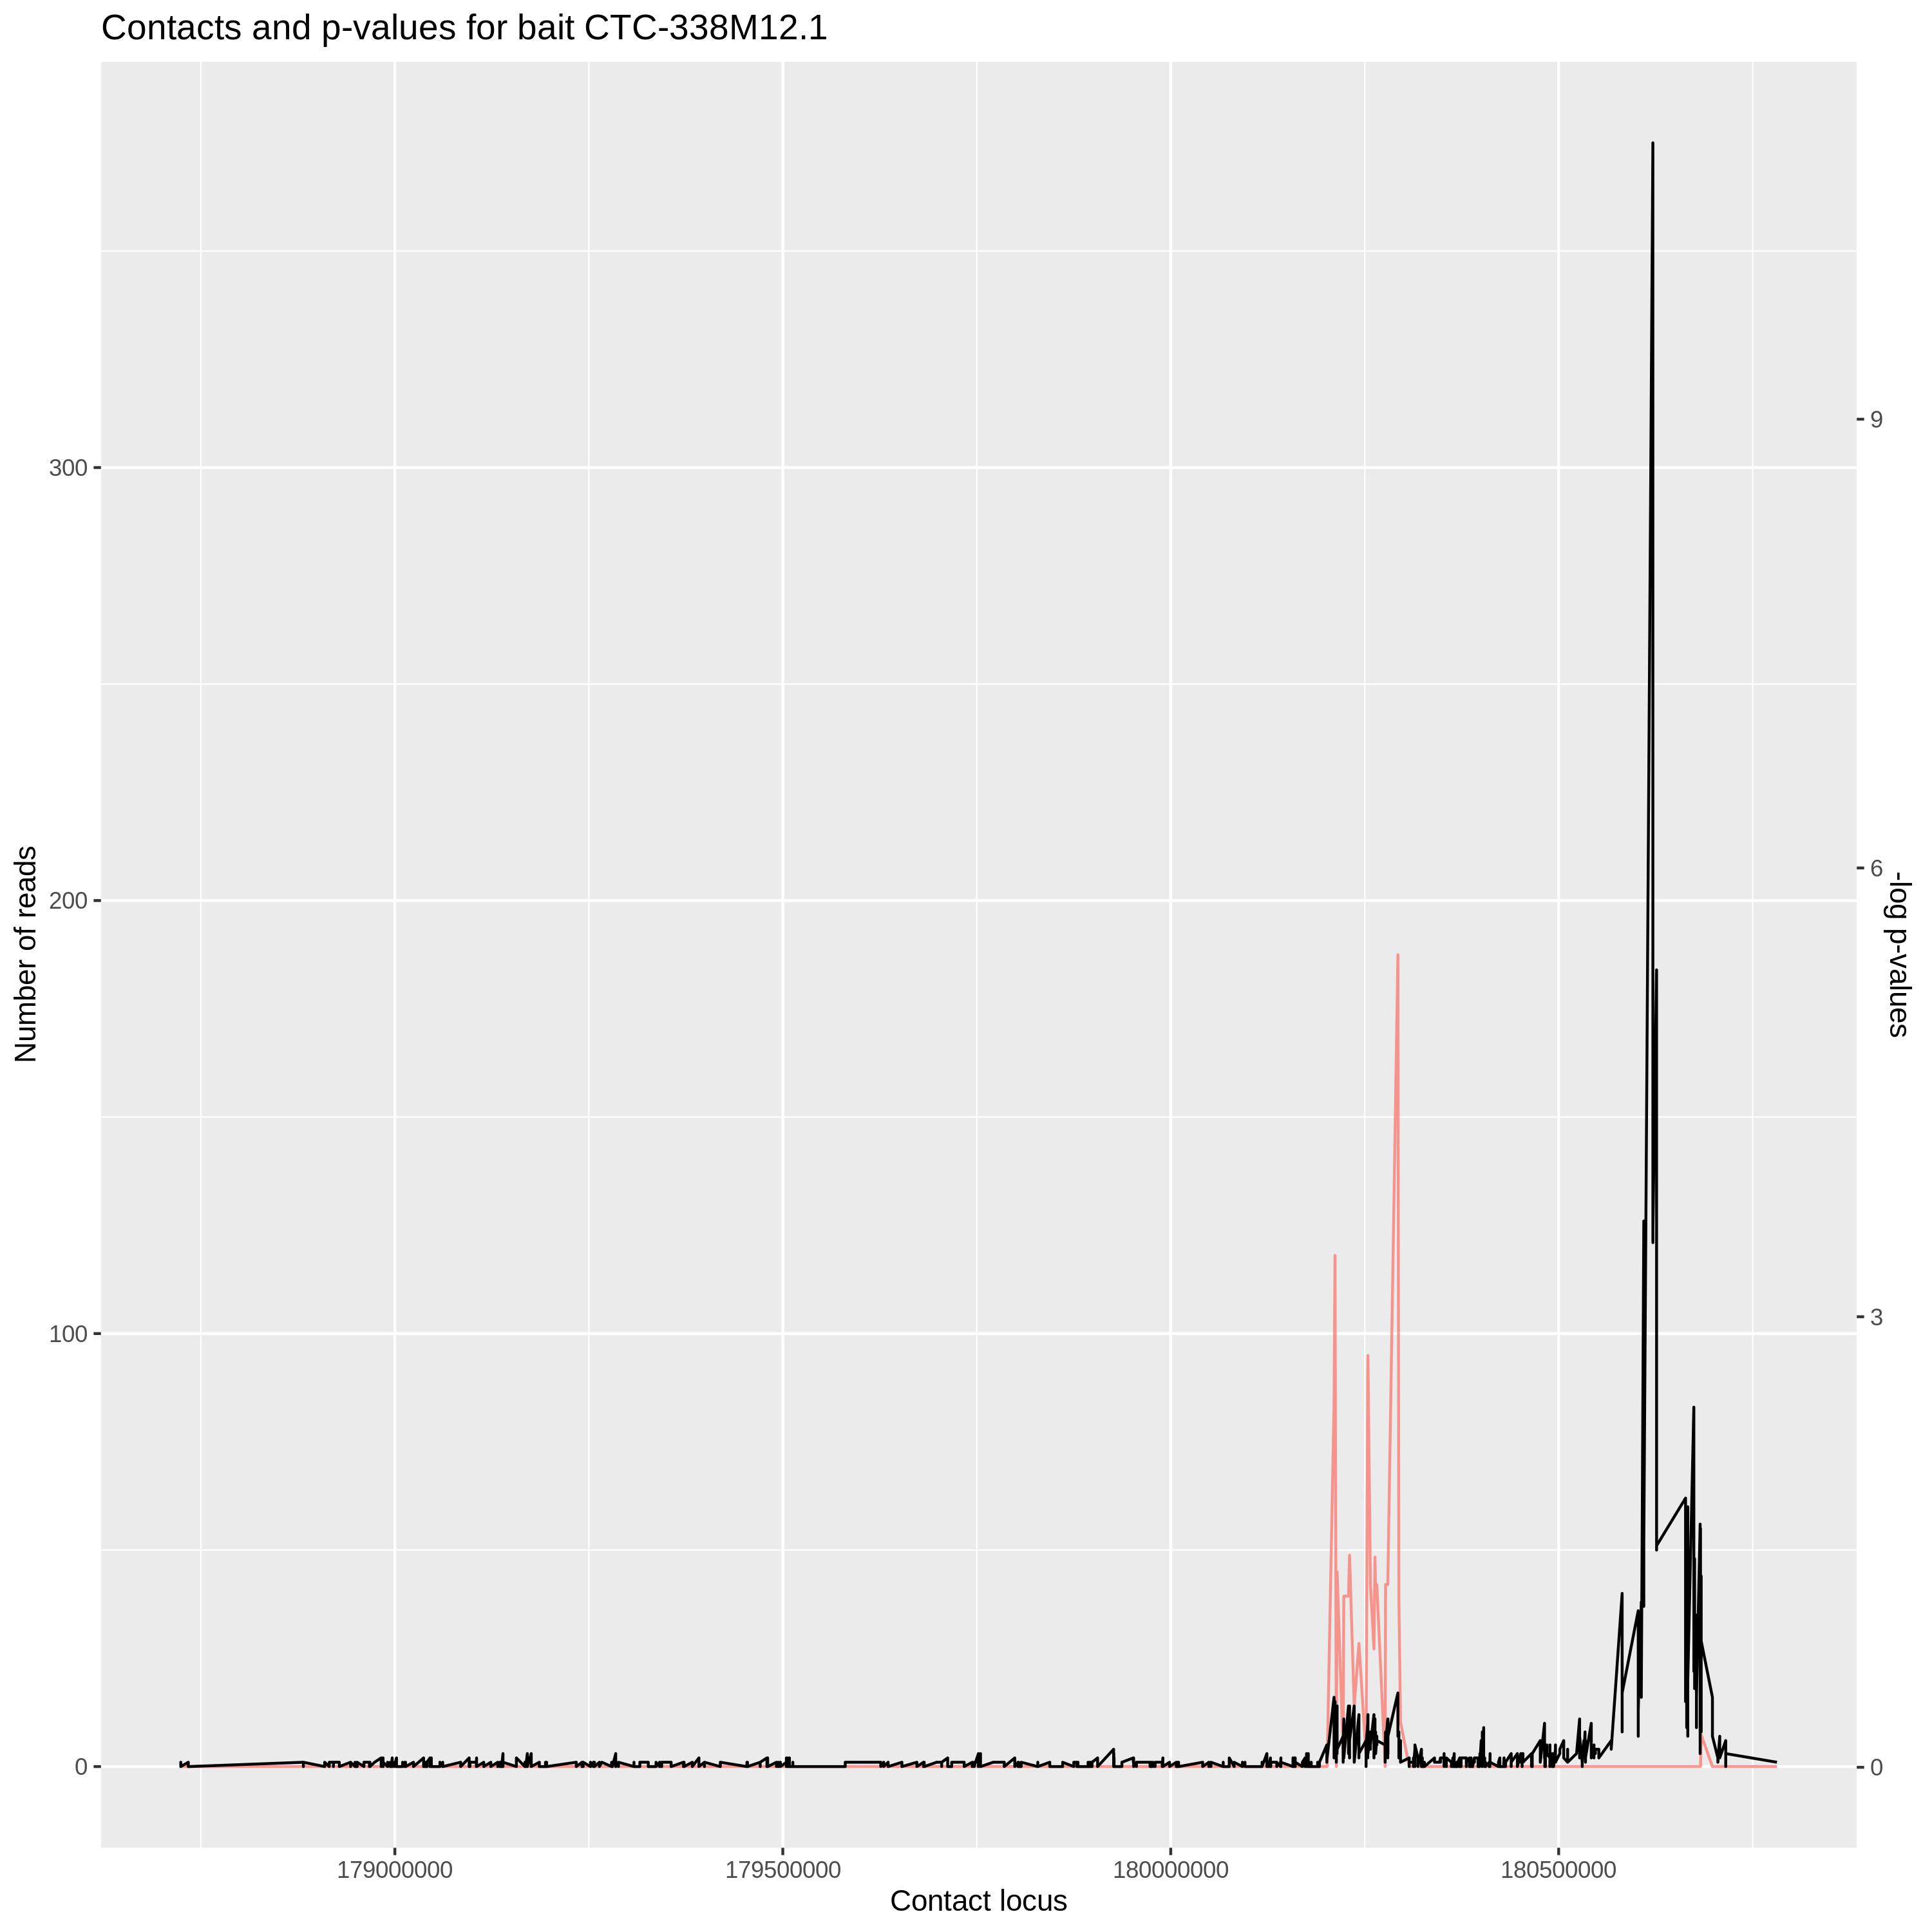 Contacts and p-values for bait CTC-338M12.1
Number of reads
300
200
100
0
9
6
3
0
-log p-values
179000000 179500000 180000000 180500000
Contact locus